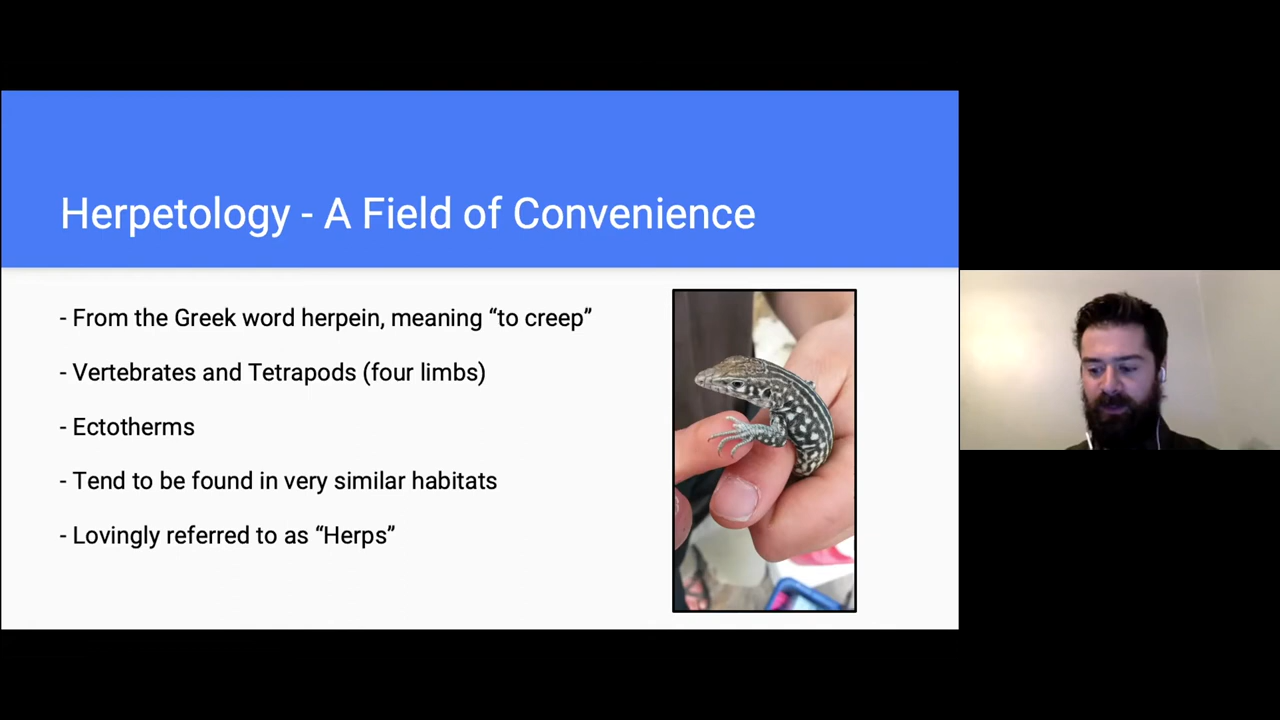 Herpetology - A Field of Convenience
- From the Greek word herpein, meaning “to creep”
- Vertebrates and Tetrapods (four limbs)
- Ectotherms
- Tend to be found in very similar habitats
- Lovingly referred to as “Herps”